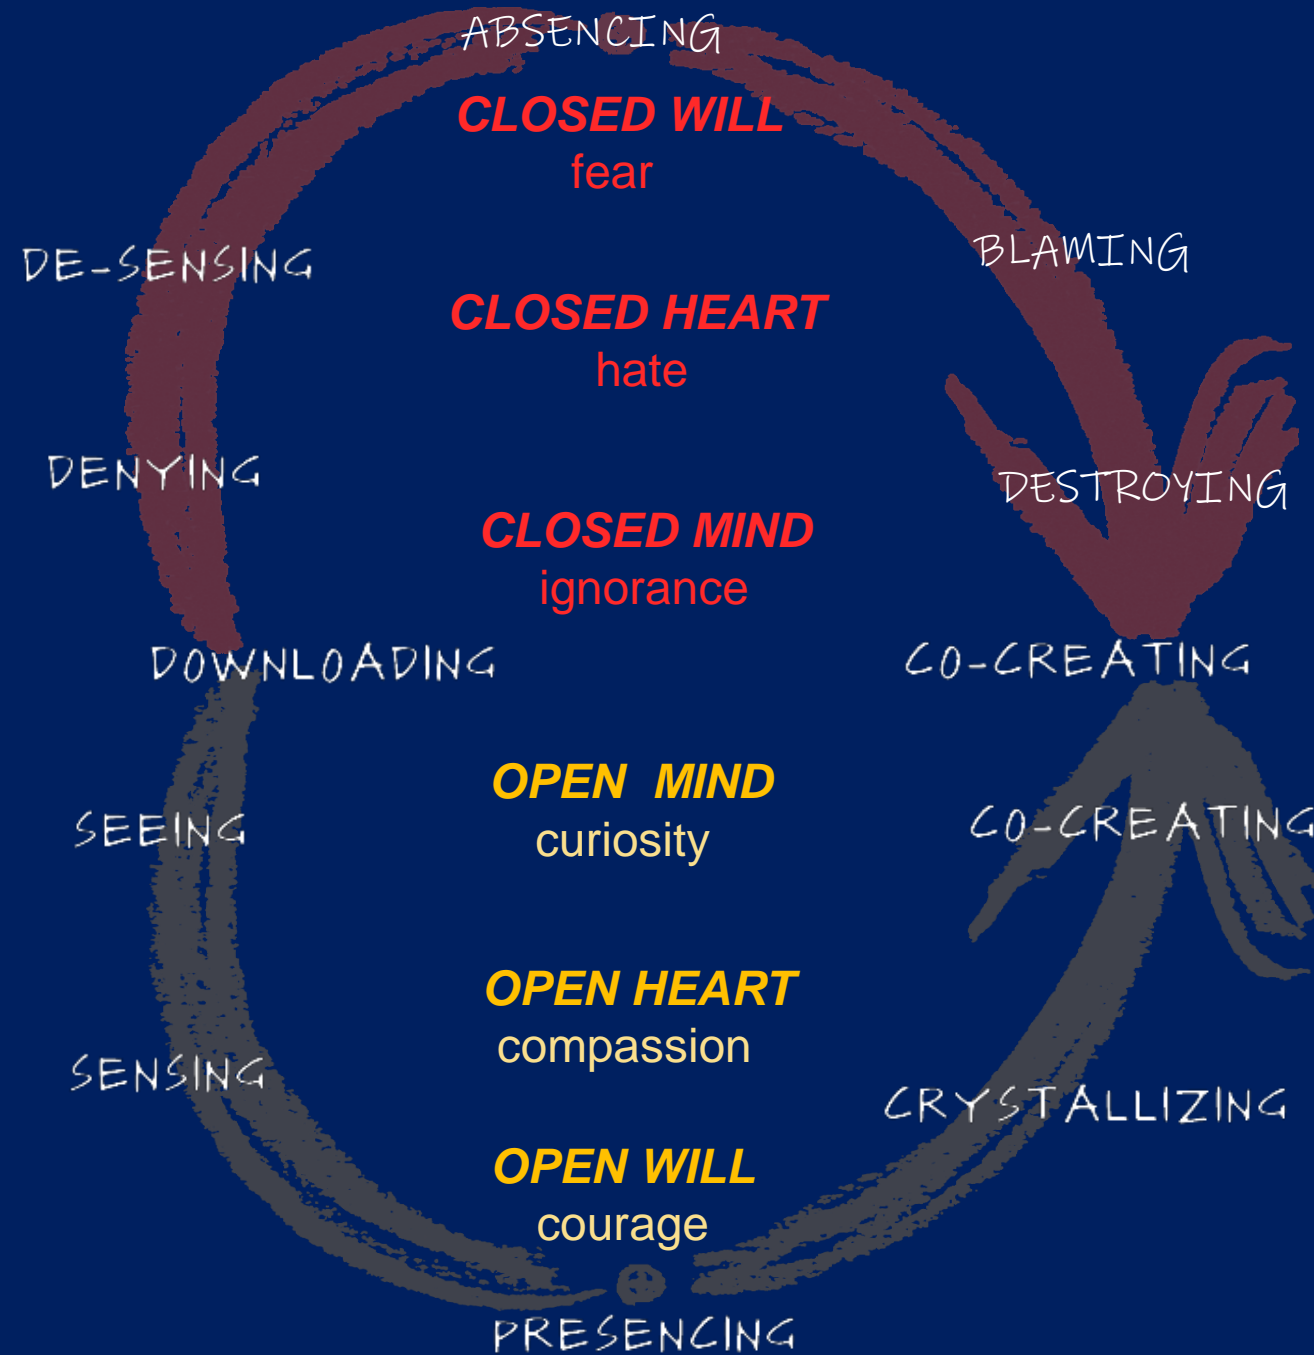 ABSENCING
CLOSED WILL
fear
DE-SENSING
BLAMING
CLOSED HEART
hate
DENYING
DESTROYING
CLOSED MIND
ignorance
DOWNLOADING
CO-CREATING
OPEN MIND
curiosity
SEEING
CO-CREATING
OPEN HEART
compassion
SENSING
CRYSTALLIZING
OPEN WILL
courage
PRESENCING